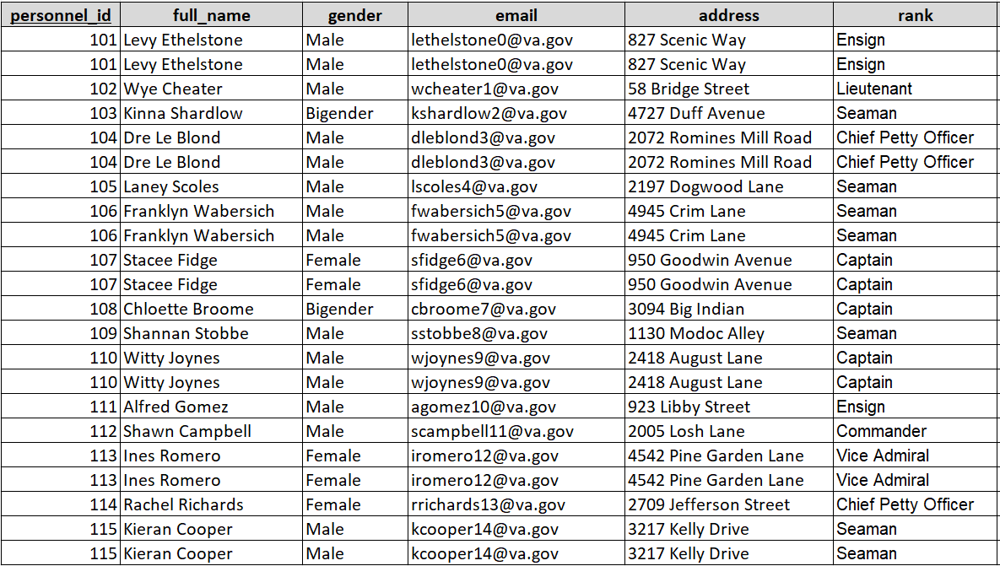 personnel_id full_name gender email address rank
101 Levy Ethelstone Male lethelstone0@va.gov 827 Scenic Way Ensign
101 Levy Ethelstone Male lethelstone0@va.gov 827 Scenic Way Ensign
102 Wye Cheater Male wcheater1@va.gov 58 Bridge Street Lieutenant
103 Kinna Shardlow Bigender kshardlow2@va.gov 4727 Duff Avenue Seaman
104 Dre Le Blond Male dleblond3@va.gov 2072 Romines Mill Road Chief Petty Officer
104 Dre Le Blond Male dleblond3@va.gov 2072 Romines Mill Road Chief Petty Officer
105 Laney Scoles Male lscoles4@va.gov 2197 Dogwood Lane Seaman
106 Franklyn Wabersich Male fwabersich5@va.gov 4945 Crim Lane Seaman
106 Franklyn Wabersich Male fwabersich5@va.gov 4945 Crim Lane Seaman
107 Stacee Fidge Female sfidge6@va.gov 950 Goodwin Avenue Captain
107 Stacee Fidge Female sfidge6@va.gov 950 Goodwin Avenue Captain
108 Chloette Broome Bigender cbroome7@va.gov 3094 Big Indian Captain
109 Shannan Stobbe Male sstobbe8@va.gov 1130 Modoc Alley Seaman
110 Witty Joynes Male wjoynes9@va.gov 2418 August Lane Captain
110 Witty Joynes Male wjoynes9@va.gov 2418 August Lane Captain
111 Alfred Gomez Male agomez10@va.gov 923 Libby Street Ensign
112 Shawn Campbell Male scampbell11@va.gov 2005 Losh Lane Commander
113 Ines Romero Female iromero12@va.gov 4542 Pine Garden Lane Vice Admiral
113 Ines Romero Female iromero12@va.gov 4542 Pine Garden Lane Vice Admiral
114 Rachel Richards Female rrichards13@va.gov 2709 Jefferson Street Chief Petty Officer
115 Kieran Cooper Male kcooper14@va.gov 3217 Kelly Drive Seaman
115 Kieran Cooper Male kcooper14@va.gov 3217 Kelly Drive Seaman